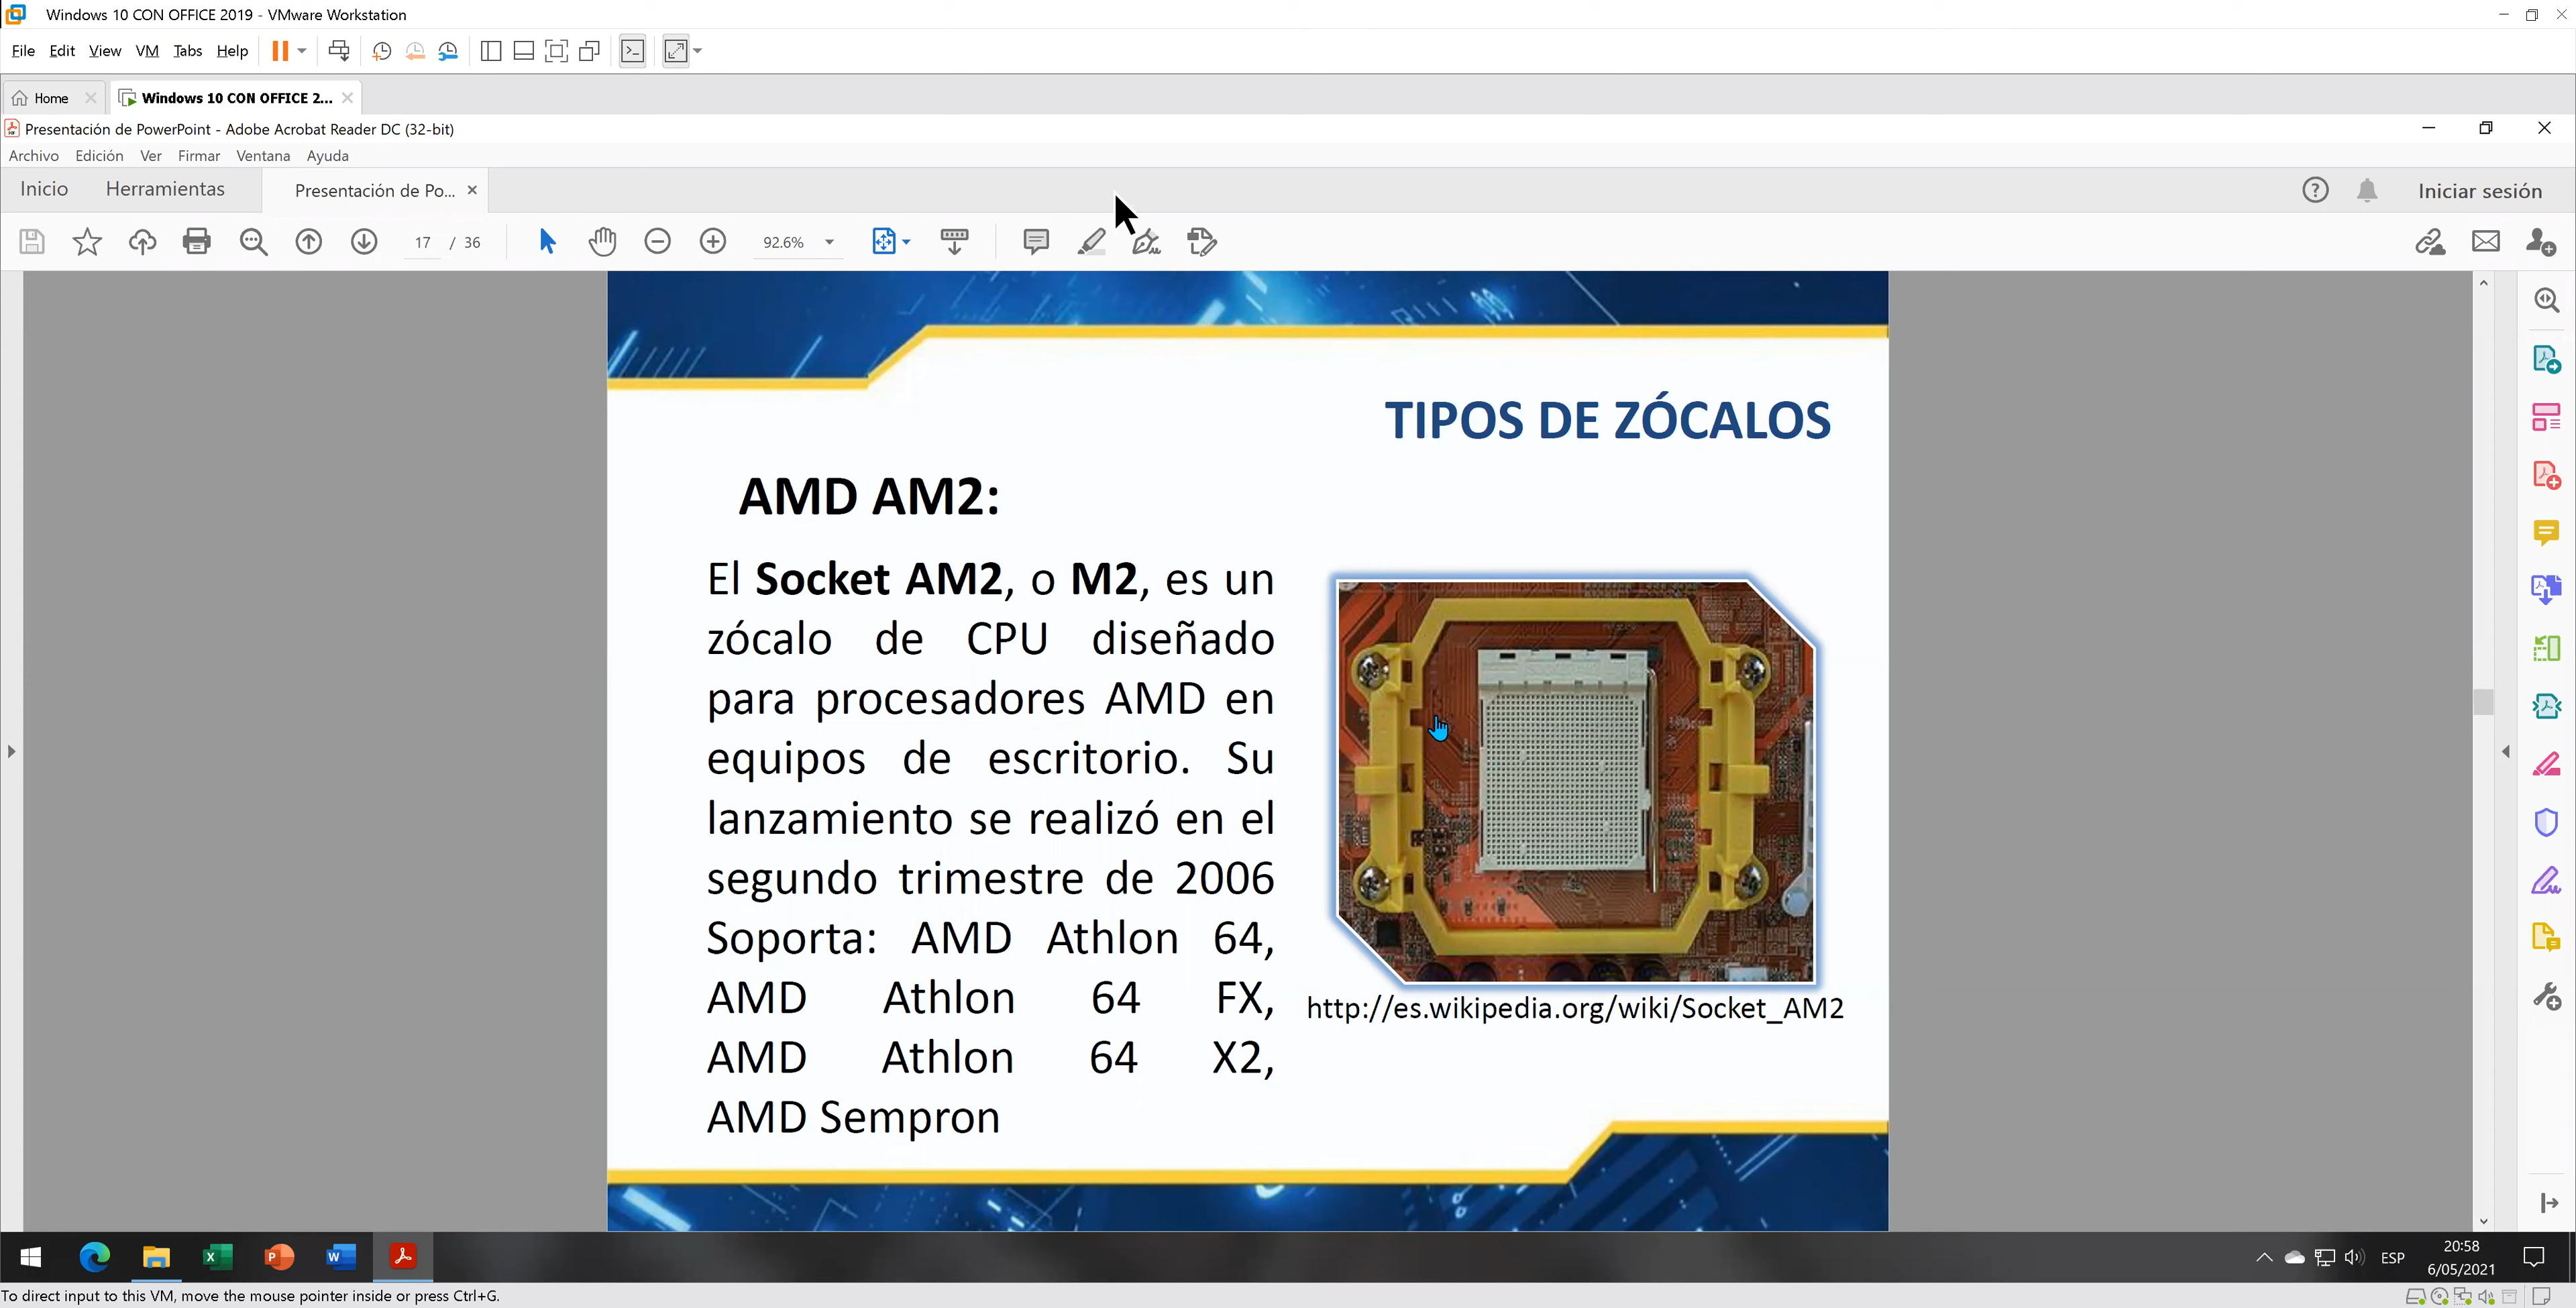 Windows 10 CON OFFICE 2019 - VMware Workstation
File Edit View VM Tabs Help
Home
Windows 10 CON OFFICE 2...
Presentación de PowerPoint - Adobe Acrobat Reader DC (32-bit)
Archivo Edición Ver Firmar Ventana Ayuda
Inicio Herramientas Presentación de Po... Iniciar sesión
17 / 36 92.6%
TIPOS DE ZÓCALOS
AMD AM2:
El Socket AM2, o M2, es un
zócalo de CPU diseñado
para procesadores AMD en
equipos de escritorio. Su
lanzamiento se realizó en el
segundo trimestre de 2006
Soporta: AMD Athlon 64,
AMD Athlon 64 FX,
AMD Athlon 64 X2,
AMD Sempron
http://es.wikipedia.org/wiki/Socket_AM2
ESP
20:58
6/05/2021
To direct input to this VM, move the mouse pointer inside or press Ctrl+G.